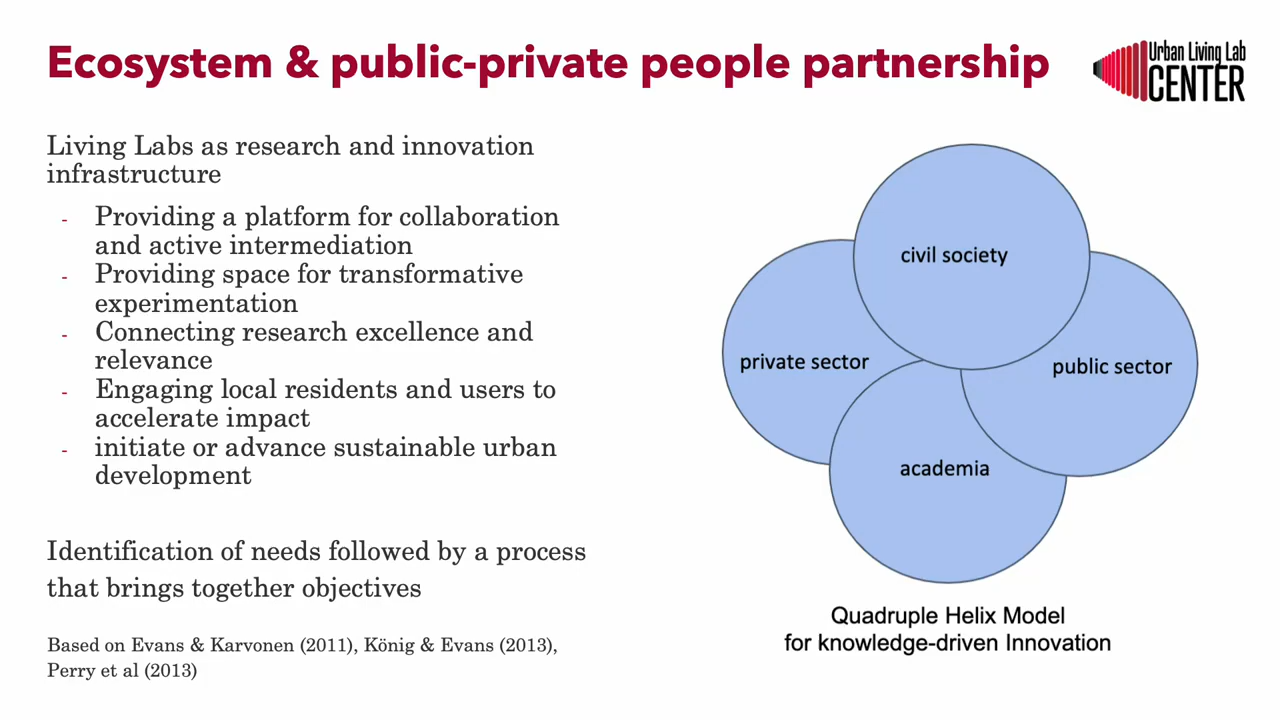 Ecosystem & public-private people partnership
Urban Living Lab
CENTER
Living Labs as research and innovation
infrastructure
- Providing a platform for collaboration
and active intermediation
- Providing space for transformative
experimentation
- Connecting research excellence and
relevance
- Engaging local residents and users to
accelerate impact
- initiate or advance sustainable urban
development
Identification of needs followed by a process
that brings together objectives
Based on Evans & Karvonen (2011), König & Evans (2013),
Perry et al (2013)
civil society
private sector
public sector
academia
Quadruple Helix Model
for knowledge-driven Innovation